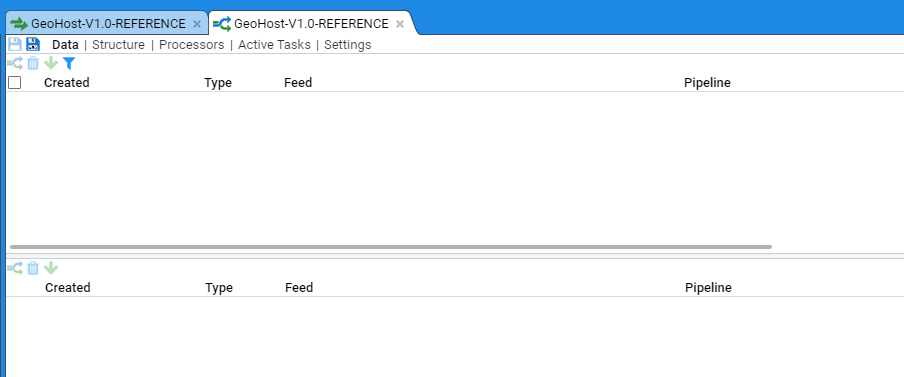 GeoHost-V1.0-REFERENCE × GeoHost-V1.0-REFERENCE ×
Data | Structure | Processors | Active Tasks | Settings
Created Type Feed Pipeline
Created Type Feed Pipeline